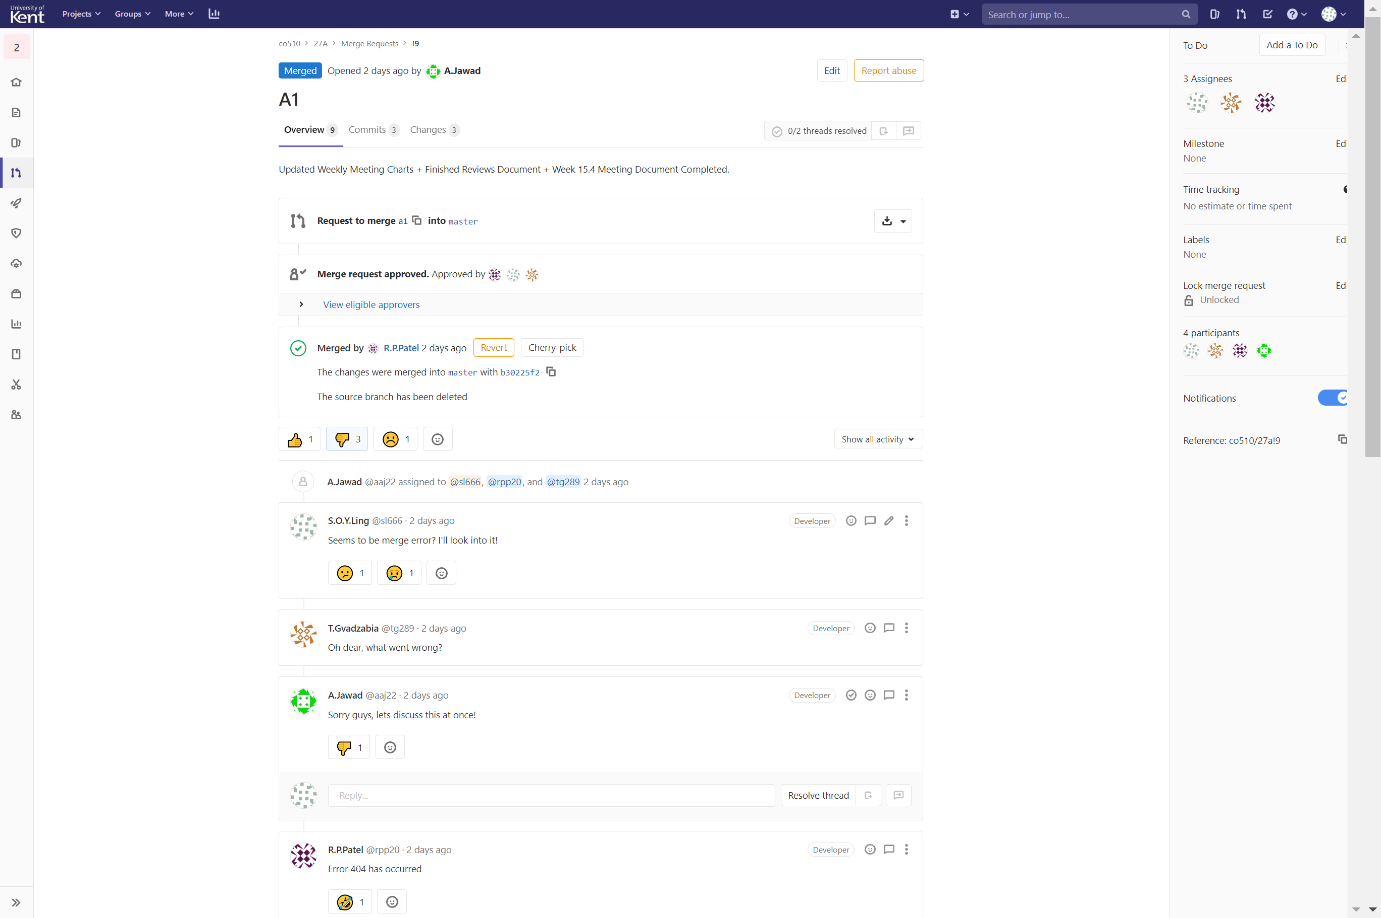 University of
Kent
Projects
Groups
More
Search or jump to...
2
co510 > 27A > Merge Requests > !9
Merged Opened 2 days ago by A.Jawad
Edit
Report abuse
A1
Overview 9
Commits 3
Changes 3
0/2 threads resolved
Updated Weekly Meeting Charts + Finished Reviews Document + Week 15.4 Meeting Document Completed.
Request to merge a1 into master
Merge request approved. Approved by
View eligible approvers
Merged by R.P.Patel 2 days ago Revert Cherry-pick
The changes were merged into master with b30225f2
The source branch has been deleted
1
3
1
Show all activity
A.Jawad @aaj22 assigned to @sl666, @rpp20, and @tg289 2 days ago
S.O.Y.Ling @sl666 · 2 days ago
Developer
Seems to be merge error? I'll look into it!
1
1
T.Gvadzabia @tg289 · 2 days ago
Developer
Oh dear, what went wrong?
A.Jawad @aaj22 · 2 days ago
Developer
Sorry guys, lets discuss this at once!
1
Reply...
Resolve thread
R.P.Patel @rpp20 · 2 days ago
Developer
Error 404 has occurred
1
To Do
Add a To Do
3 Assignees
Ed
Milestone
Ed
None
Time tracking
No estimate or time spent
Labels
Ed
None
Lock merge request
Ed
Unlocked
4 participants
Notifications
Reference: co510/27a!9